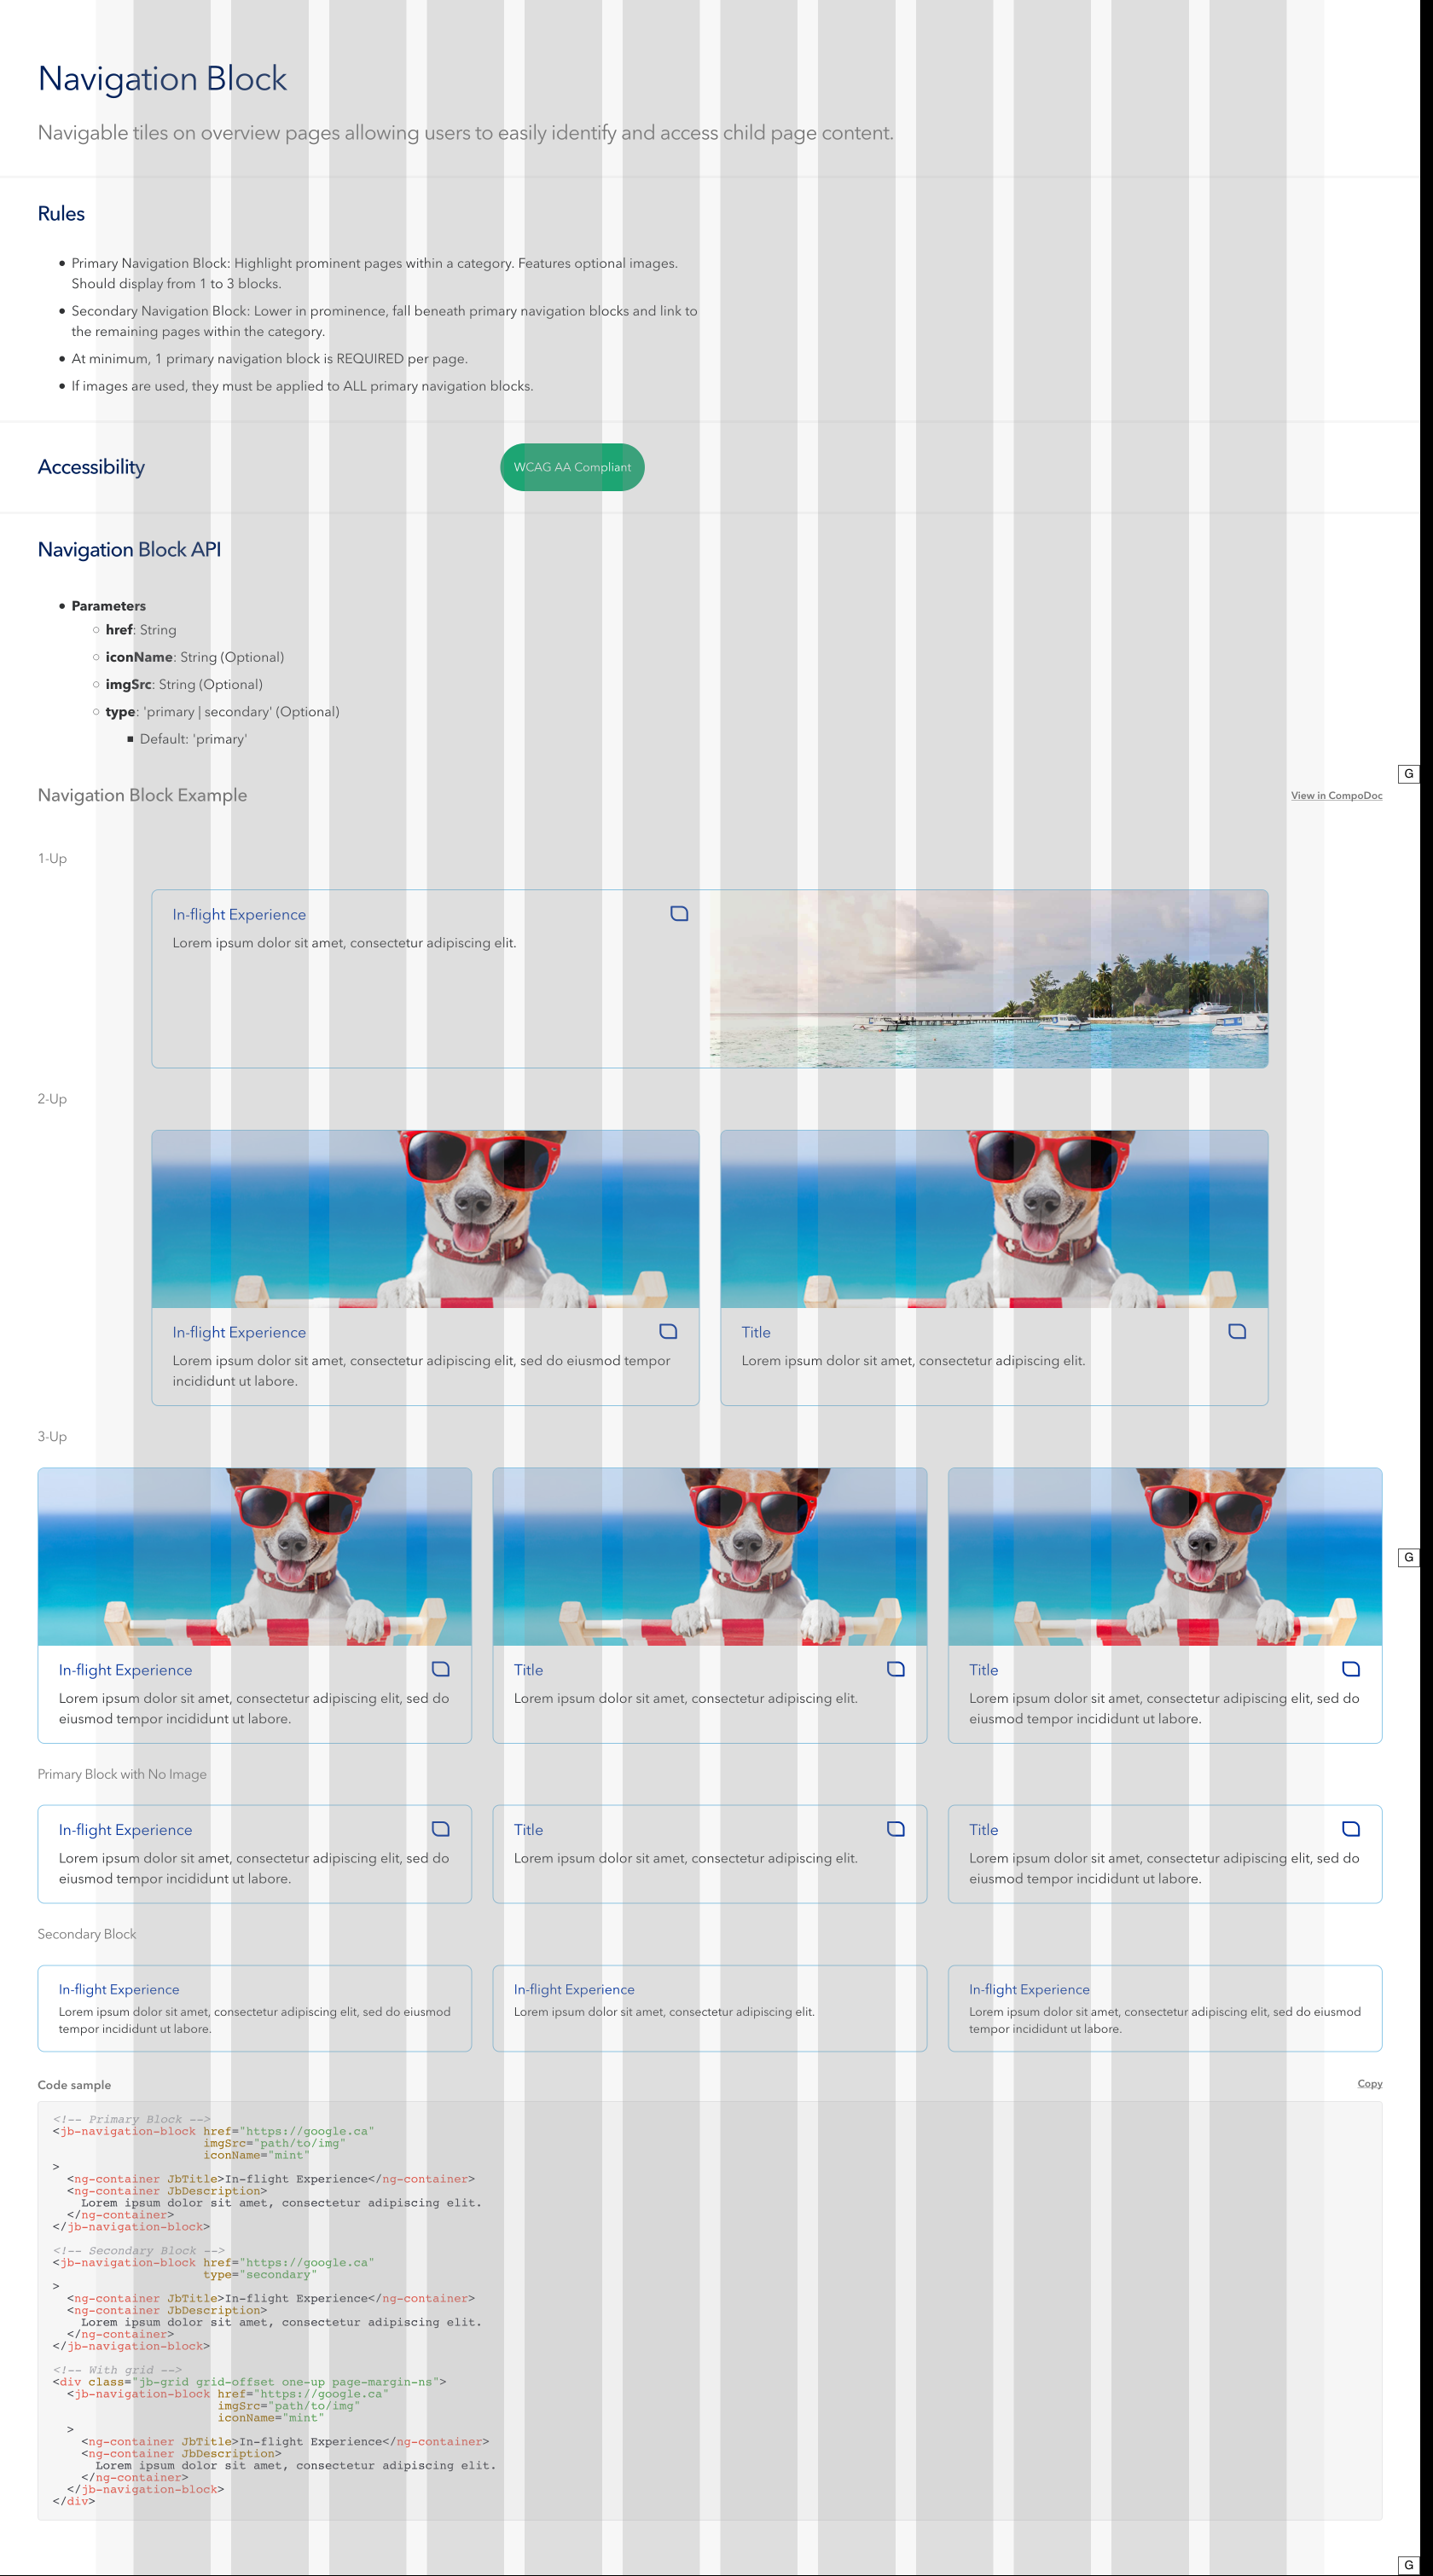 Navigation Block
Navigable tiles on overview pages allowing users to easily identify and access child page content.
Rules
• Primary Navigation Block: Highlight prominent pages within a category. Features optional images.
Should display from 1 to 3 blocks.
• Secondary Navigation Block: Lower in prominence, fall beneath primary navigation blocks and link to
the remaining pages within the category.
• At minimum, 1 primary navigation block is REQUIRED per page.
• If images are used, they must be applied to ALL primary navigation blocks.
Accessibility
WCAG AA Compliant
Navigation Block API
• Parameters
○ href: String
○ iconName: String (Optional)
○ imgSrc: String (Optional)
○ type: 'primary | secondary' (Optional)
▪ Default: 'primary'
G
Navigation Block Example
View in CompoDoc
1-Up
In-flight Experience
Lorem ipsum dolor sit amet, consectetur adipiscing elit.
2-Up
In-flight Experience
Lorem ipsum dolor sit amet, consectetur adipiscing elit, sed do eiusmod tempor
incididunt ut labore.
Title
Lorem ipsum dolor sit amet, consectetur adipiscing elit.
3-Up
G
In-flight Experience
Lorem ipsum dolor sit amet, consectetur adipiscing elit, sed do
eiusmod tempor incididunt ut labore.
Title
Lorem ipsum dolor sit amet, consectetur adipiscing elit.
Title
Lorem ipsum dolor sit amet, consectetur adipiscing elit, sed do
eiusmod tempor incididunt ut labore.
Primary Block with No Image
In-flight Experience
Lorem ipsum dolor sit amet, consectetur adipiscing elit, sed do
eiusmod tempor incididunt ut labore.
Title
Lorem ipsum dolor sit amet, consectetur adipiscing elit.
Title
Lorem ipsum dolor sit amet, consectetur adipiscing elit, sed do
eiusmod tempor incididunt ut labore.
Secondary Block
In-flight Experience
Lorem ipsum dolor sit amet, consectetur adipiscing elit, sed do eiusmod
tempor incididunt ut labore.
In-flight Experience
Lorem ipsum dolor sit amet, consectetur adipiscing elit.
In-flight Experience
Lorem ipsum dolor sit amet, consectetur adipiscing elit, sed do eiusmod
tempor incididunt ut labore.
Code sample
Copy
<!-- Primary Block -->
<jb-navigation-block href="https://google.ca"
imgSrc="path/to/img"
iconName="mint"
>
<ng-container JbTitle>In-flight Experience</ng-container>
<ng-container JbDescription>
Lorem ipsum dolor sit amet, consectetur adipiscing elit.
</ng-container>
</jb-navigation-block>
<!-- Secondary Block -->
<jb-navigation-block href="https://google.ca"
type="secondary"
>
<ng-container JbTitle>In-flight Experience</ng-container>
<ng-container JbDescription>
Lorem ipsum dolor sit amet, consectetur adipiscing elit.
</ng-container>
</jb-navigation-block>
<!-- With grid -->
<div class="jb-grid grid-offset one-up page-margin-ns">
<jb-navigation-block href="https://google.ca"
imgSrc="path/to/img"
iconName="mint"
>
<ng-container JbTitle>In-flight Experience</ng-container>
<ng-container JbDescription>
Lorem ipsum dolor sit amet, consectetur adipiscing elit.
</ng-container>
</jb-navigation-block>
</div>
G